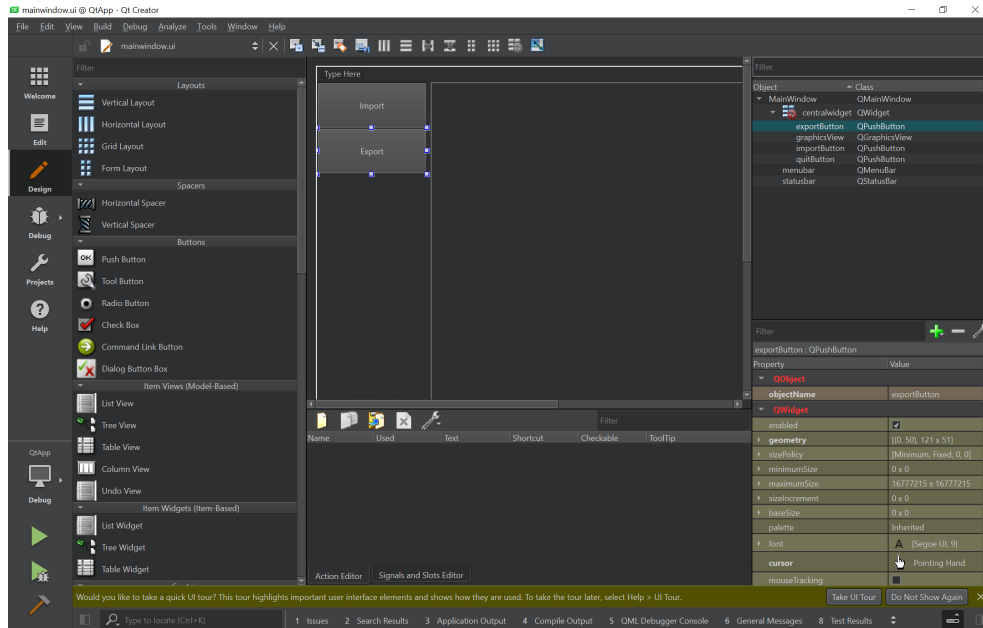 mainwindow.ui @ QtApp - Qt Creator
File Edit View Build Debug Analyze Tools Window Help
mainwindow.ui
Welcome
Edit
Design
Debug
Projects
Help
QtApp
Debug
Filter
Layouts
Vertical Layout
Horizontal Layout
Grid Layout
Form Layout
Spacers
Horizontal Spacer
Vertical Spacer
Buttons
OK Push Button
Tool Button
Radio Button
Check Box
Command Link Button
Dialog Button Box
Item Views (Model-Based)
List View
Tree View
Table View
Column View
Undo View
Item Widgets (Item-Based)
List Widget
Tree Widget
Table Widget
Type Here
Import
Export
Filter
Name Used Text Shortcut Checkable ToolTip
Action Editor Signals and Slots Editor
Filter
Object Class
MainWindow QMainWindow
centralwidget QWidget
exportButton QPushButton
graphicsView QGraphicsView
importButton QPushButton
quitButton QPushButton
menubar QMenuBar
statusbar QStatusBar
Filter
exportButton : QPushButton
Property Value
QObject
objectName exportButton
QWidget
enabled
geometry [(0, 50), 121 x 51]
sizePolicy [Minimum, Fixed, 0, 0]
minimumSize 0 x 0
maximumSize 16777215 x 16777215
sizeIncrement 0 x 0
baseSize 0 x 0
palette Inherited
font A [Segoe UI, 9]
cursor Pointing Hand
mouseTracking
Would you like to take a quick UI tour? This tour highlights important user interface elements and shows how they are used. To take the tour later, select Help > UI Tour. Take UI Tour Do Not Show Again
Type to locate (Ctrl+K) 1 Issues 2 Search Results 3 Application Output 4 Compile Output 5 QML Debugger Console 6 General Messages 8 Test Results